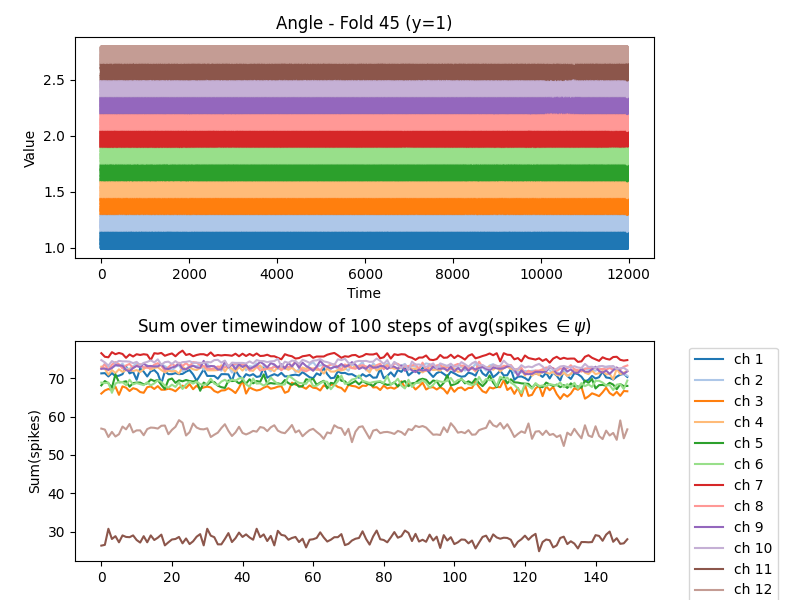 Angle - Fold 45 (y=1)
Value
2.5
2.0
1.5
1.0
0 2000 4000 6000 8000 10000 12000
Time
Sum over timewindow of 100 steps of avg(spikes ∈ψ)
Sum(spikes)
70
60
50
40
30
0 20 40 60 80 100 120 140
ch 1
ch 2
ch 3
ch 4
ch 5
ch 6
ch 7
ch 8
ch 9
ch 10
ch 11
ch 12